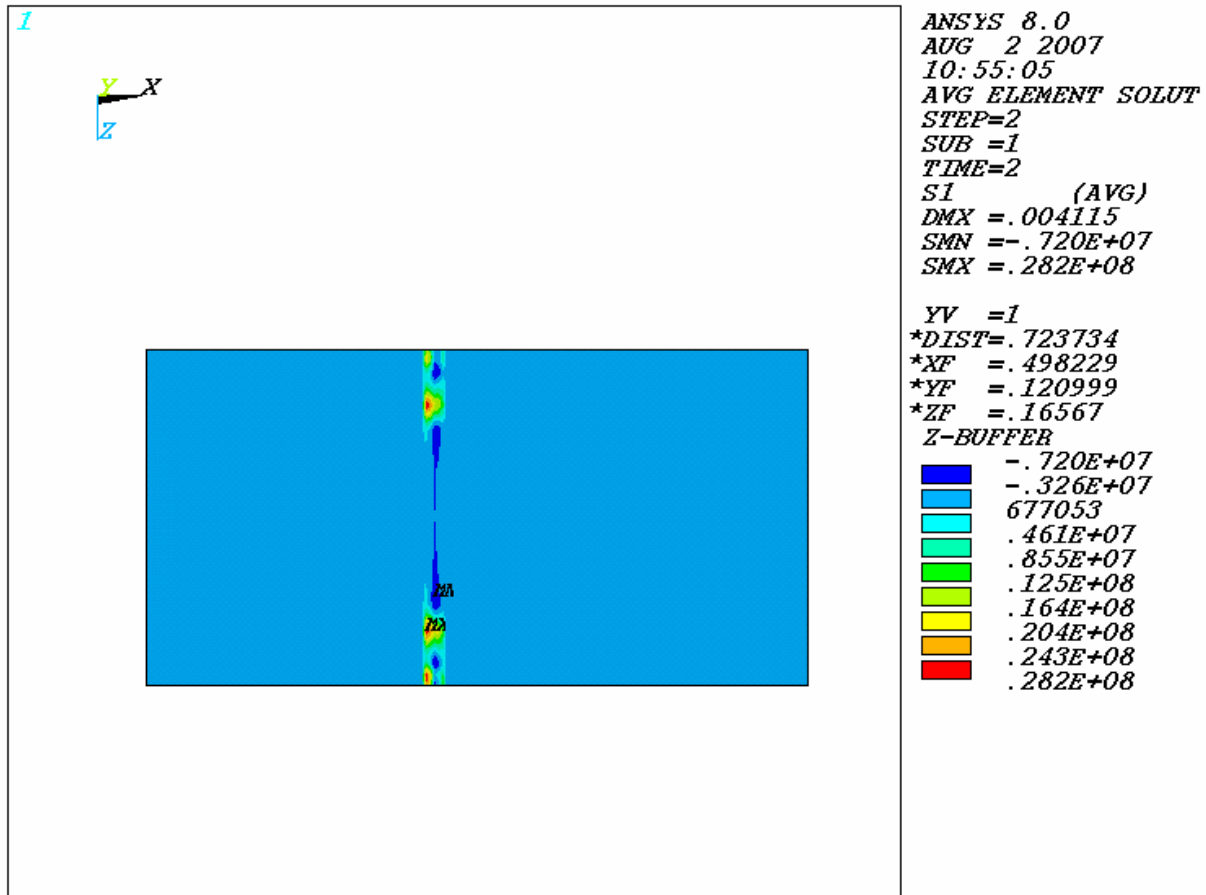 1
Y X
Z
MN
MX
ANSYS 8.0
AUG 2 2007
10:55:05
AVG ELEMENT SOLUT
STEP=2
SUB =1
TIME=2
S1 (AVG)
DMX =.004115
SMN =-.720E+07
SMX =.282E+08
YV =1
*DIST=.723734
*XF =.498229
*YF =.120999
*ZF =.16567
Z-BUFFER
-.720E+07
-.326E+07
677053
.461E+07
.855E+07
.125E+08
.164E+08
.204E+08
.243E+08
.282E+08